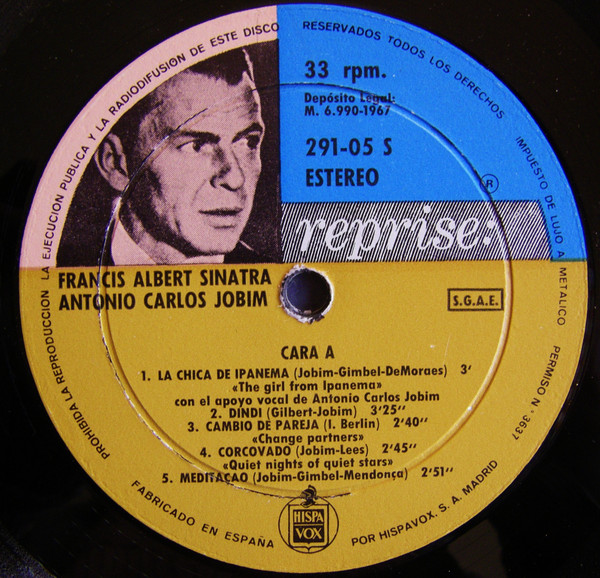 PROHIBIDA LA REPRODUCCION LA EJECUCION PUBLICA Y LA RADIODIFUSIÓN DE ESTE DISCO
RESERVADOS TODOS LOS DERECHOS
IMPUESTO DE LUJO A METALICO
PERMISO N° 3637
33 rpm.
Depósito Legal:
M. 6.990-1967
291-05 S
ESTEREO
®
reprise:
FRANCIS ALBERT SINATRA
ANTONIO CARLOS JOBIM
S.G.A.E.
CARA A
1. LA CHICA DE IPANEMA (Jobim-Gimbel-DeMoraes) 3'
«The girl from Ipanema»
con el apoyo vocal de Antonio Carlos Jobim
2. DINDI (Gilbert-Jobim) 3'25''
3. CAMBIO DE PAREJA (I. Berlin) 2'40''
«Change partners»
4. CORCOVADO (Jobim-Lees) 2'45''
«Quiet nights of quiet stars»
5. MEDITAÇAO (Jobim-Gimbel-Mendonça) 2'51''
HISPA
VOX
FABRICADO EN ESPAÑA
POR HISPAVOX, S. A. MADRID